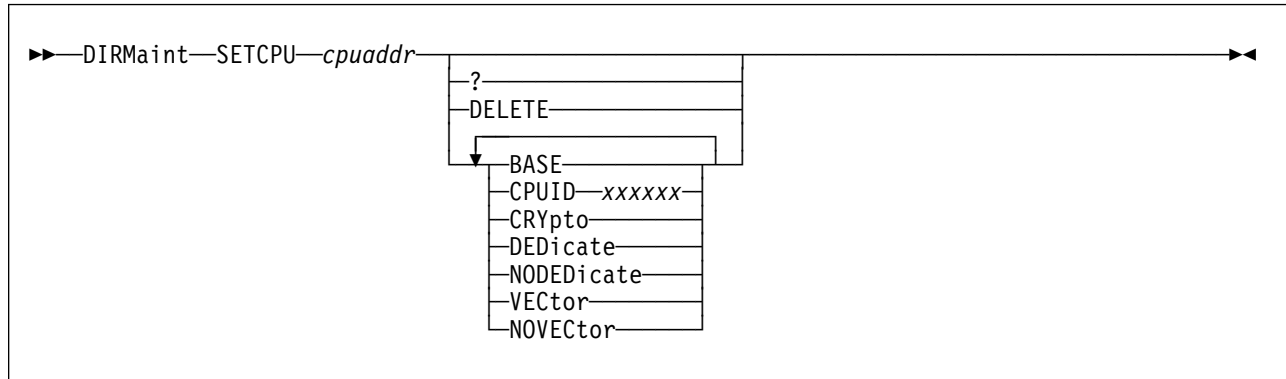 DIRMaint SETCPU cpuaddr
?
DELETE
BASE
CPUID xxxxxx
CRYpto
DEDicate
NODEDicate
VECtor
NOVECtor